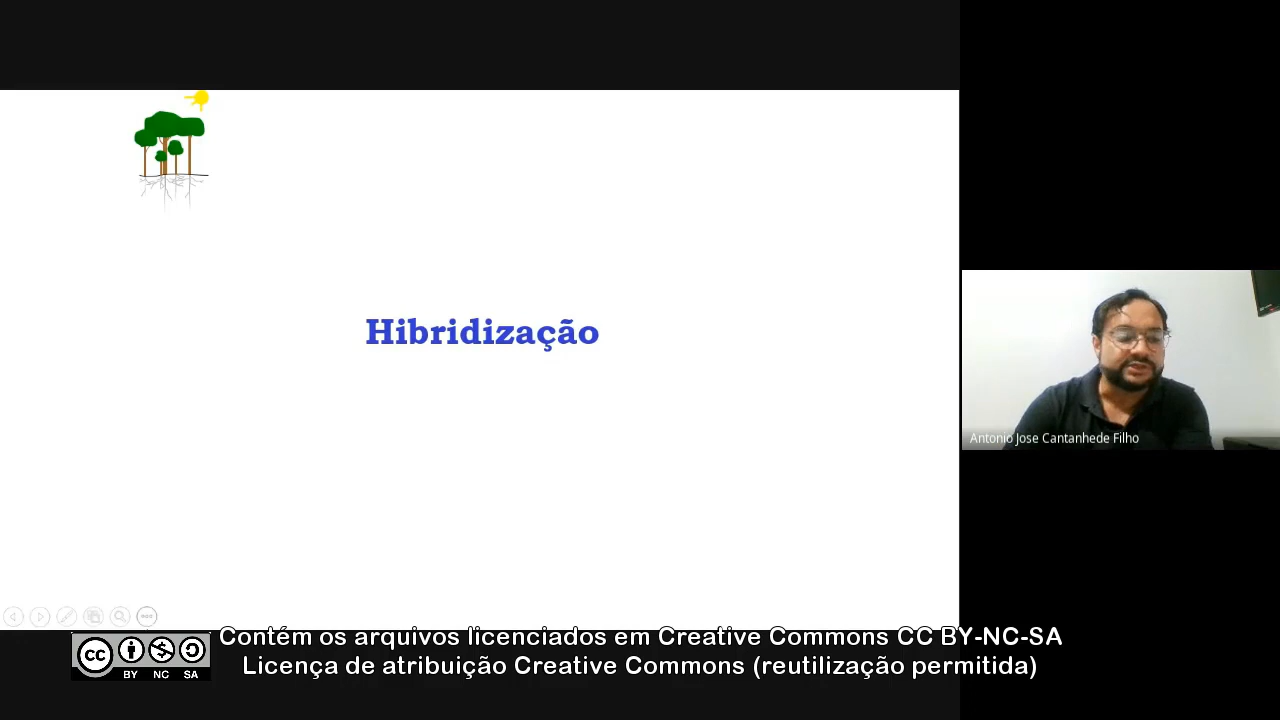 Hibridização
Antonio Jose Cantanhede Filho
Contém os arquivos licenciados em Creative Commons CC BY-NC-SA
Licença de atribuição Creative Commons (reutilização permitida)
cc
BY NC SA